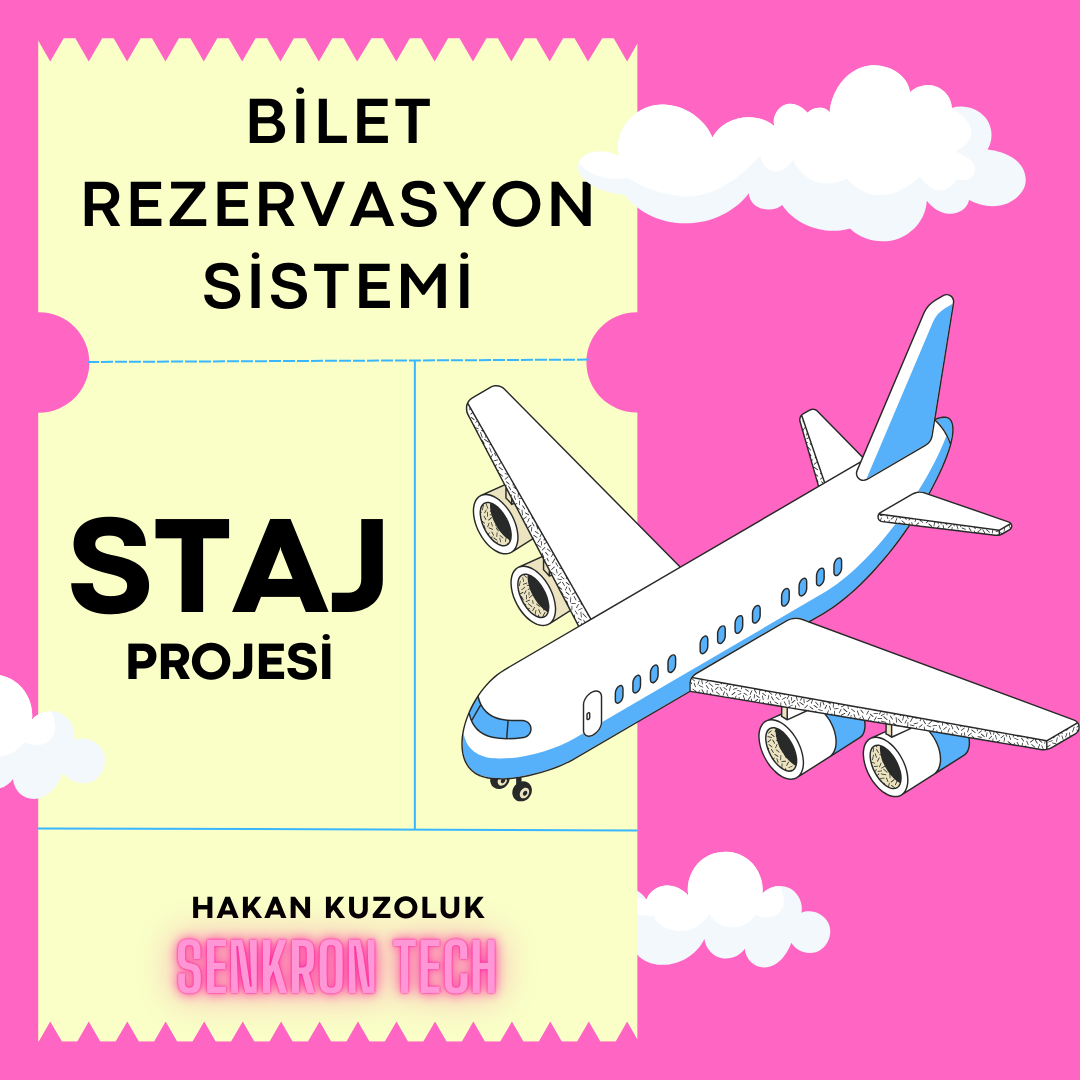 BİLET
REZERVASYON
SİSTEMİ
STAJ
PROJESİ
HAKAN KUZOLUK
SENKRON TECH